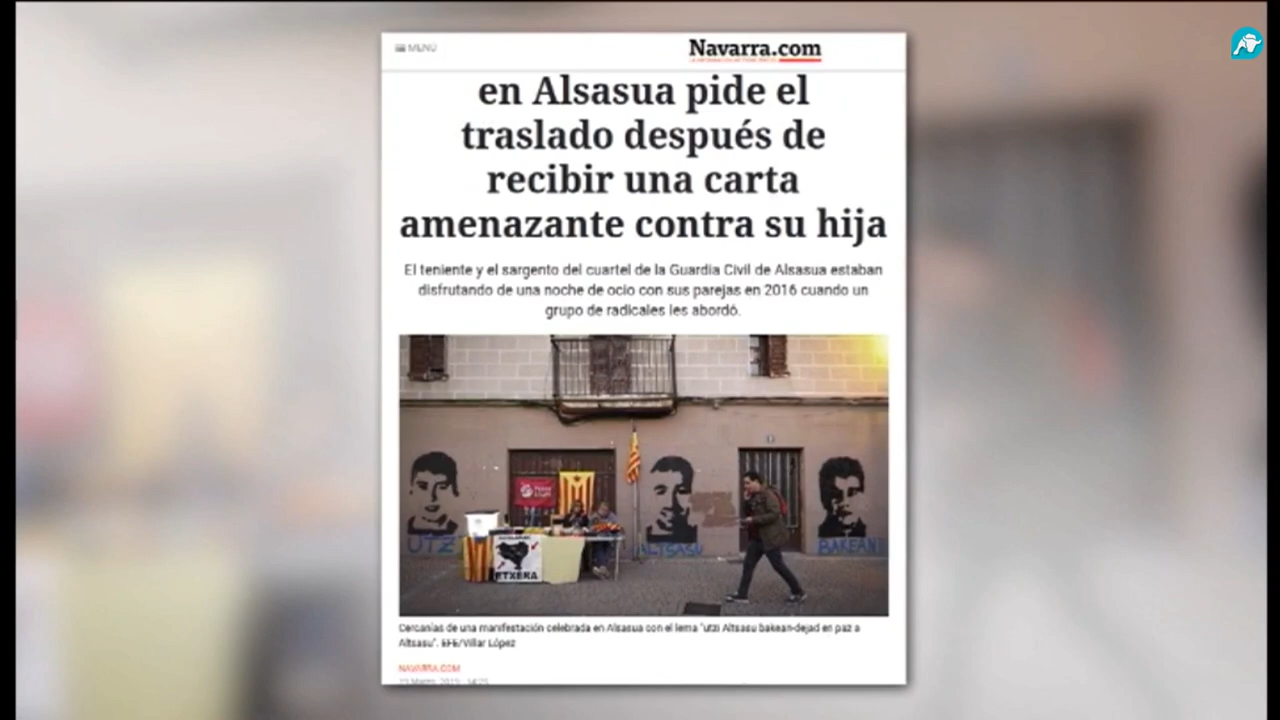 MENÚ
Navarra.com
en Alsasua pide el
traslado después de
recibir una carta
amenazante contra su hija
El teniente y el sargento del cuartel de la Guardia Civil de Alsasua estaban
disfrutando de una noche de ocio con sus parejas en 2016 cuando un
grupo de radicales les abordó.
UTZI
ALTSASU
BAKEAN
ETXERA
Cercanías de una manifestación celebrada en Alsasua con el lema "utzi Altsasu bakean-dejad en paz a
Altsasu". EFE/Villar López
NAVARRA.COM